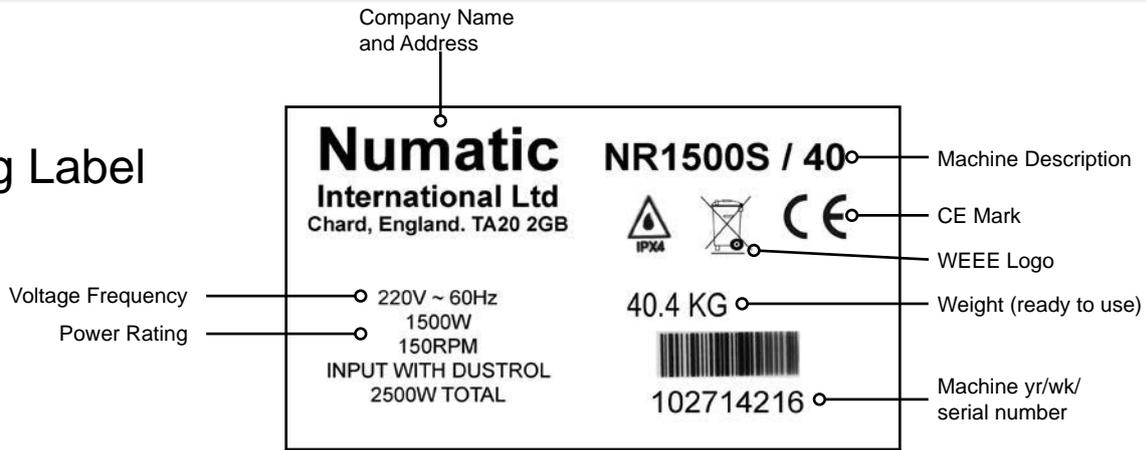 Company Name
and Address
g Label
Numatic
International Ltd
Chard, England. TA20 2GB
NR1500S / 40
Machine Description
IPX4
CE
CE Mark
WEEE Logo
Voltage Frequency
220V ~ 60Hz
Power Rating
1500W
150RPM
INPUT WITH DUSTROL
2500W TOTAL
40.4 KG
Weight (ready to use)
102714216
Machine yr/wk/
serial number